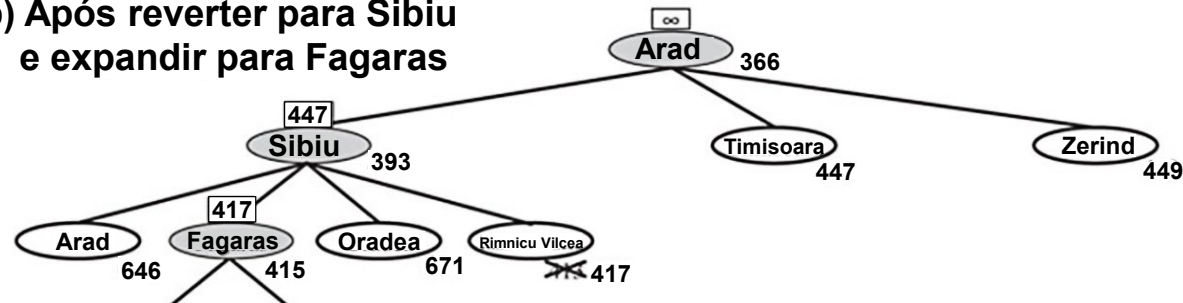 ) Após reverter para Sibiu
e expandir para Fagaras
∞
Arad
366
447
Sibiu
393
Timisoara
447
Zerind
449
417
Arad
646
Fagaras
415
Oradea
671
Rimnicu Vilcea
417